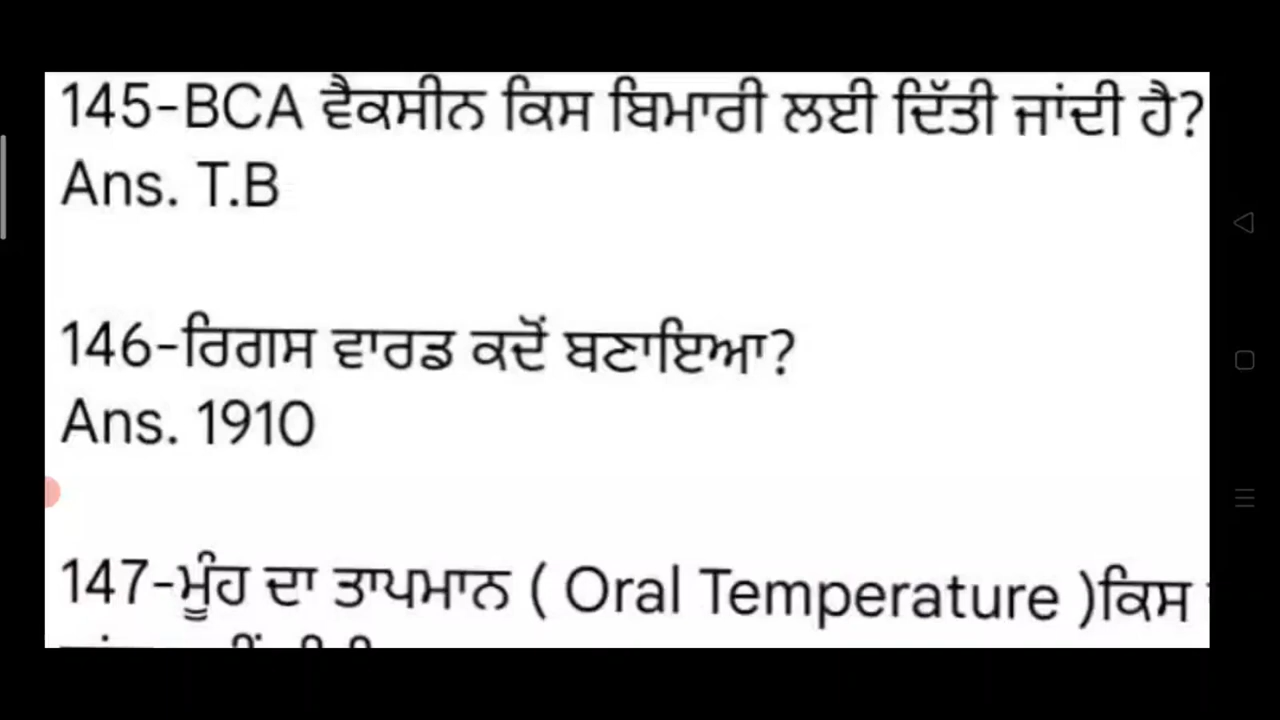 145-BCA ਵੈਕਸੀਨ ਕਿਸ ਬਿਮਾਰੀ ਲਈ ਦਿੱਤੀ ਜਾਂਦੀ ਹੈ?
Ans. T.B
146-ਰਿਗਸ ਵਾਰਡ ਕਦੋਂ ਬਣਾਇਆ?
Ans. 1910
147-ਮੂੰਹ ਦਾ ਤਾਪਮਾਨ ( Oral Temperature )ਕਿਸ